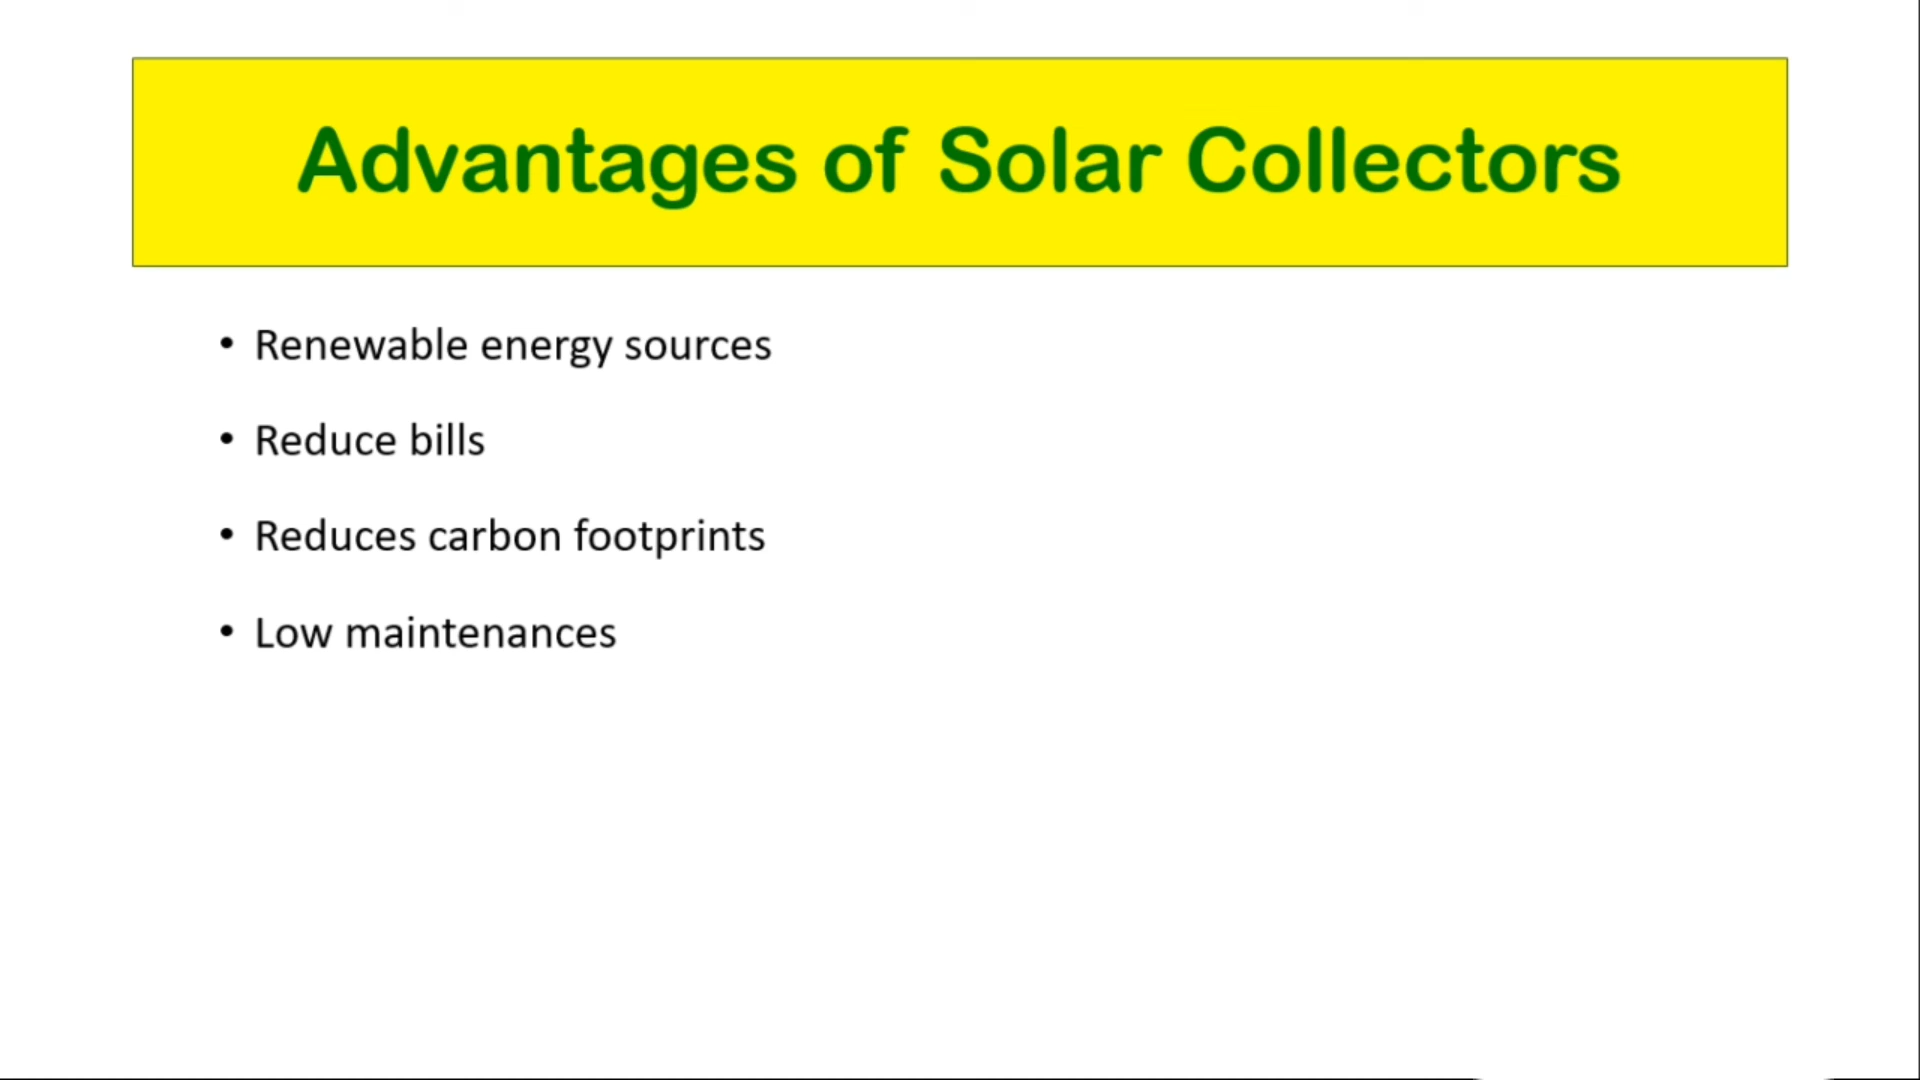 Advantages of Solar Collectors
• Renewable energy sources
• Reduce bills
• Reduces carbon footprints
• Low maintenances